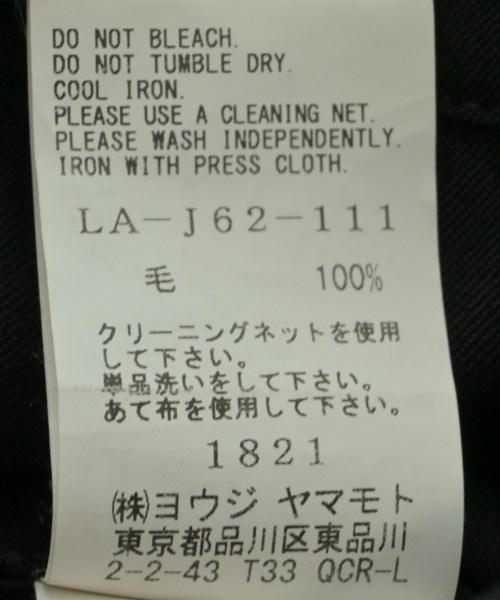 DO NOT BLEACH.
DO NOT TUMBLE DRY.
COOL IRON.
PLEASE USE A CLEANING NET.
PLEASE WASH INDEPENDENTLY.
IRON WITH PRESS CLOTH.
LA-J62-111
毛 100%
クリーニングネットを使用
して下さい。
単品洗いをして下さい。
あて布を使用して下さい。
1821
㈱ヨウジ ヤマモト
東京都品川区東品川
2-2-43 T33 QCR-L